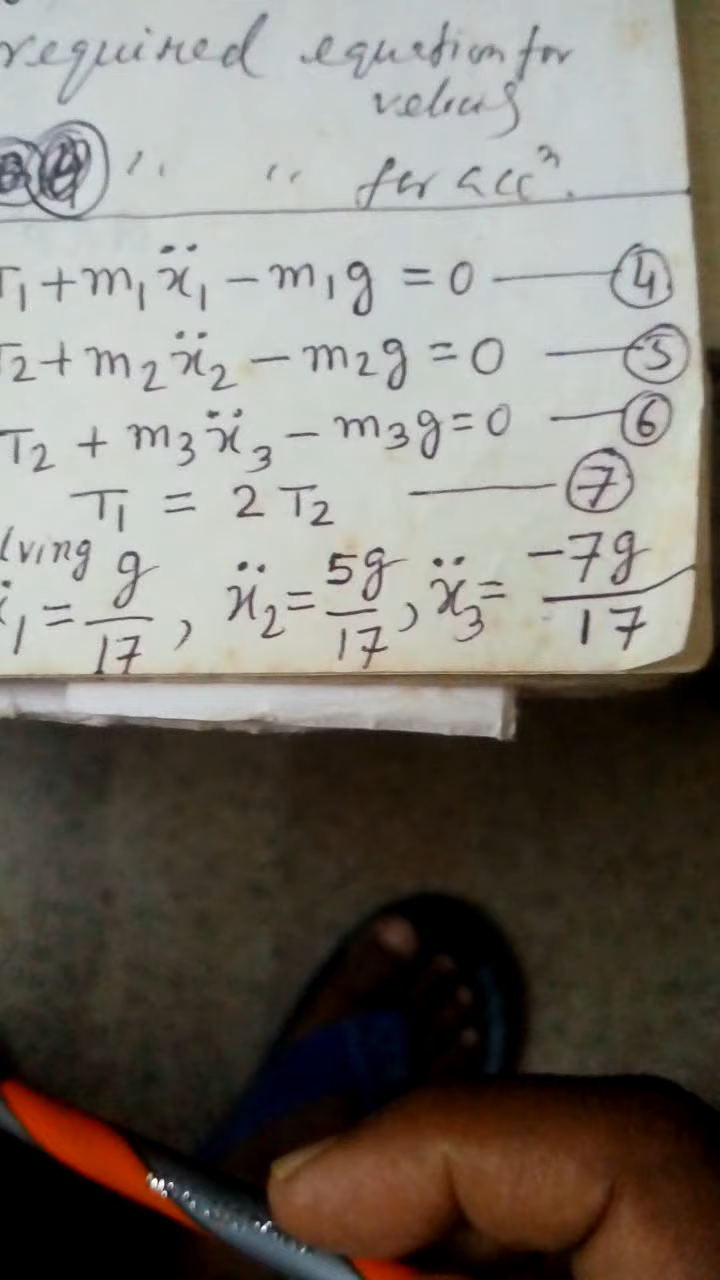 required equation for
velocity
④ " " for accn.
T₁ + m₁ẍ₁ − m₁g = 0 —— ④
T₂ + m₂ẍ₂ − m₂g = 0 —— ⑤
T₂ + m₃ẍ₃ − m₃g = 0 —— ⑥
T₁ = 2T₂ —— ⑦
lving
ẍ₁ = g/17 , ẍ₂ = 5g/17 , ẍ₃ = −7g/17